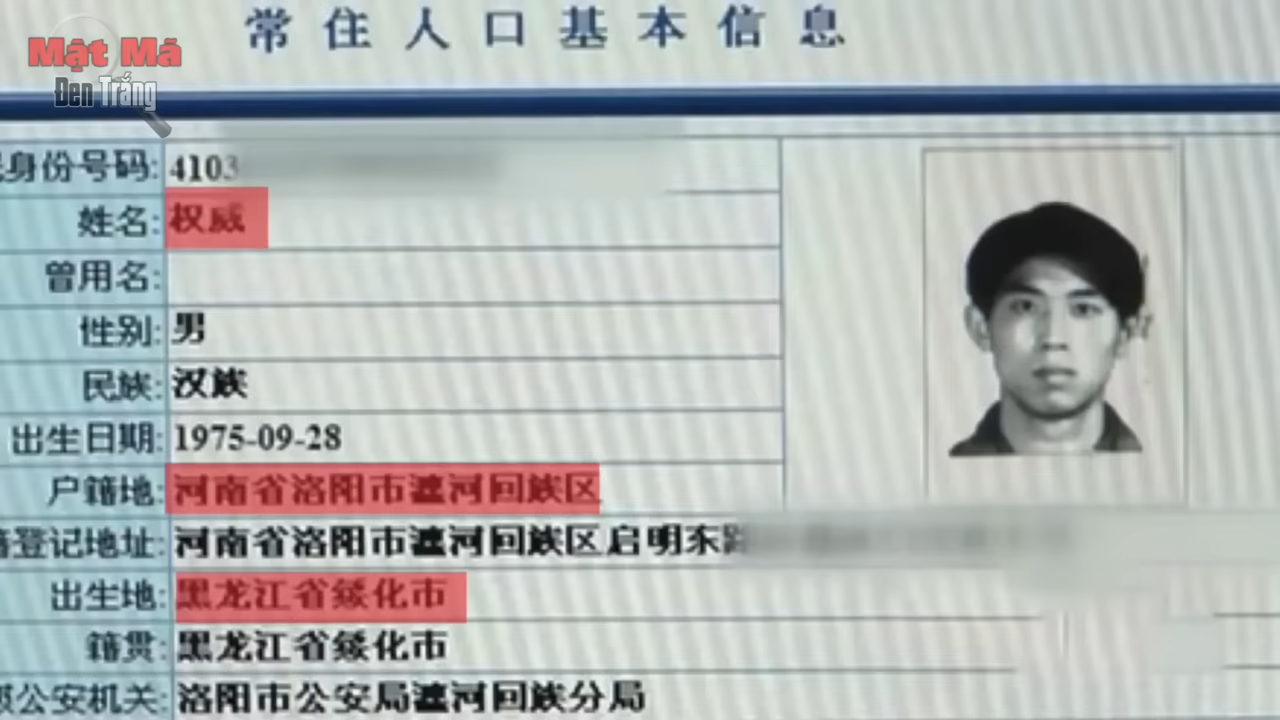 Mật Mã
Đen Trắng
常住人口基本信息
身份号码: 4103
姓名: 权威
曾用名:
性别: 男
民族: 汉族
出生日期: 1975-09-28
户籍地: 河南省洛阳市瀍河回族区
登记地址: 河南省洛阳市瀍河回族区启明东路
出生地: 黑龙江省绥化市
籍贯: 黑龙江省绥化市
公安机关: 洛阳市公安局瀍河回族分局